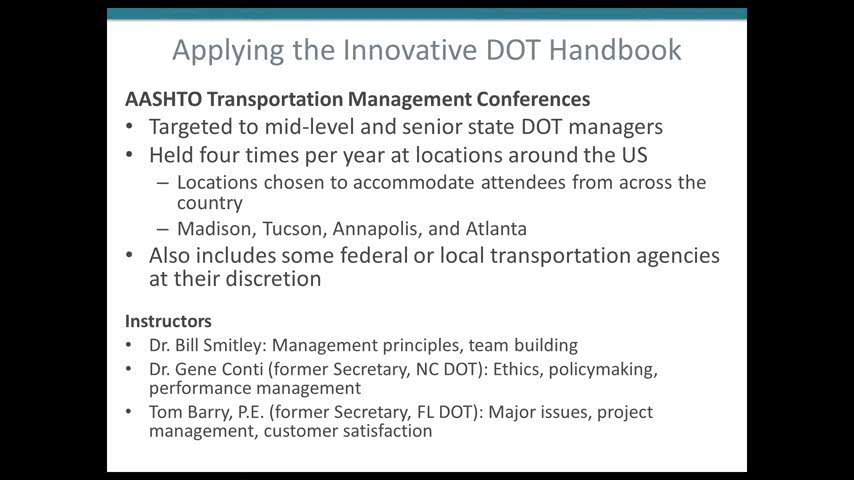 Applying the Innovative DOT Handbook
AASHTO Transportation Management Conferences
• Targeted to mid-level and senior state DOT managers
• Held four times per year at locations around the US
– Locations chosen to accommodate attendees from across the
country
– Madison, Tucson, Annapolis, and Atlanta
• Also includes some federal or local transportation agencies
at their discretion
Instructors
• Dr. Bill Smitley: Management principles, team building
• Dr. Gene Conti (former Secretary, NC DOT): Ethics, policymaking,
performance management
• Tom Barry, P.E. (former Secretary, FL DOT): Major issues, project
management, customer satisfaction